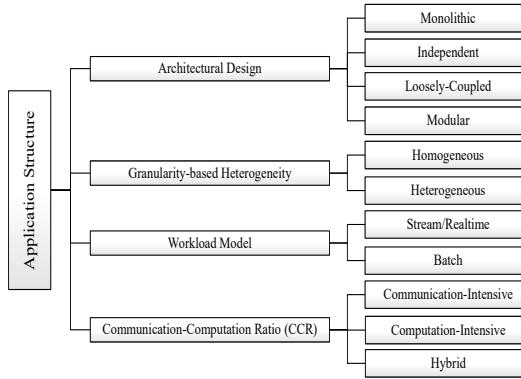 Application Structure
Architectural Design
Monolithic
Independent
Loosely-Coupled
Modular
Granularity-based Heterogeneity
Homogeneous
Heterogeneous
Workload Model
Stream/Realtime
Batch
Communication-Computation Ratio (CCR)
Communication-Intensive
Computation-Intensive
Hybrid